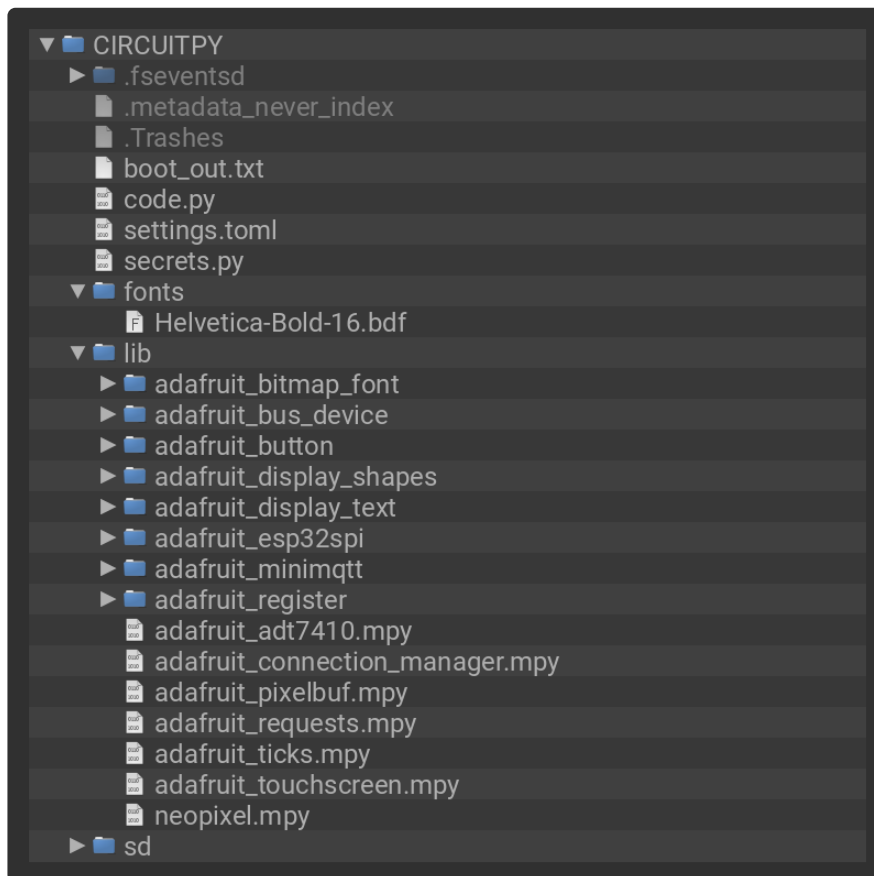 CIRCUITPY
.fseventsd
.metadata_never_index
.Trashes
boot_out.txt
code.py
settings.toml
secrets.py
fonts
Helvetica-Bold-16.bdf
lib
adafruit_bitmap_font
adafruit_bus_device
adafruit_button
adafruit_display_shapes
adafruit_display_text
adafruit_esp32spi
adafruit_minimqtt
adafruit_register
adafruit_adt7410.mpy
adafruit_connection_manager.mpy
adafruit_pixelbuf.mpy
adafruit_requests.mpy
adafruit_ticks.mpy
adafruit_touchscreen.mpy
neopixel.mpy
sd